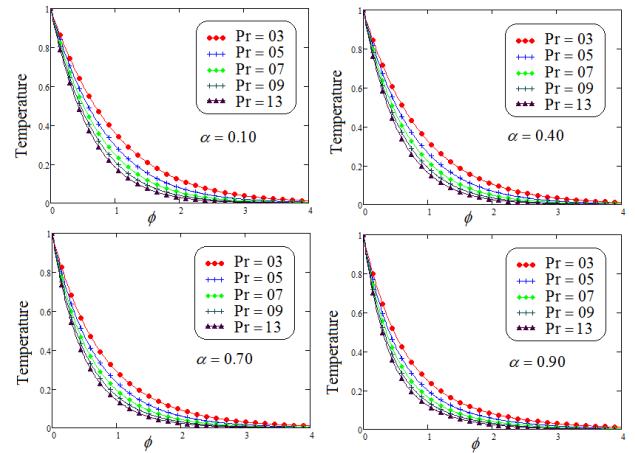 Temperature
1
0.8
0.6
0.4
0.2
0
0 1 2 3 4
ϕ
Pr = 03
Pr = 05
Pr = 07
Pr = 09
Pr = 13
α = 0.10
Temperature
1
0.8
0.6
0.4
0.2
0
0 1 2 3 4
ϕ
Pr = 03
Pr = 05
Pr = 07
Pr = 09
Pr = 13
α = 0.40
Temperature
1
0.8
0.6
0.4
0.2
0
0 1 2 3 4
ϕ
Pr = 03
Pr = 05
Pr = 07
Pr = 09
Pr = 13
α = 0.70
Temperature
1
0.8
0.6
0.4
0.2
0
0 1 2 3 4
ϕ
Pr = 03
Pr = 05
Pr = 07
Pr = 09
Pr = 13
α = 0.90